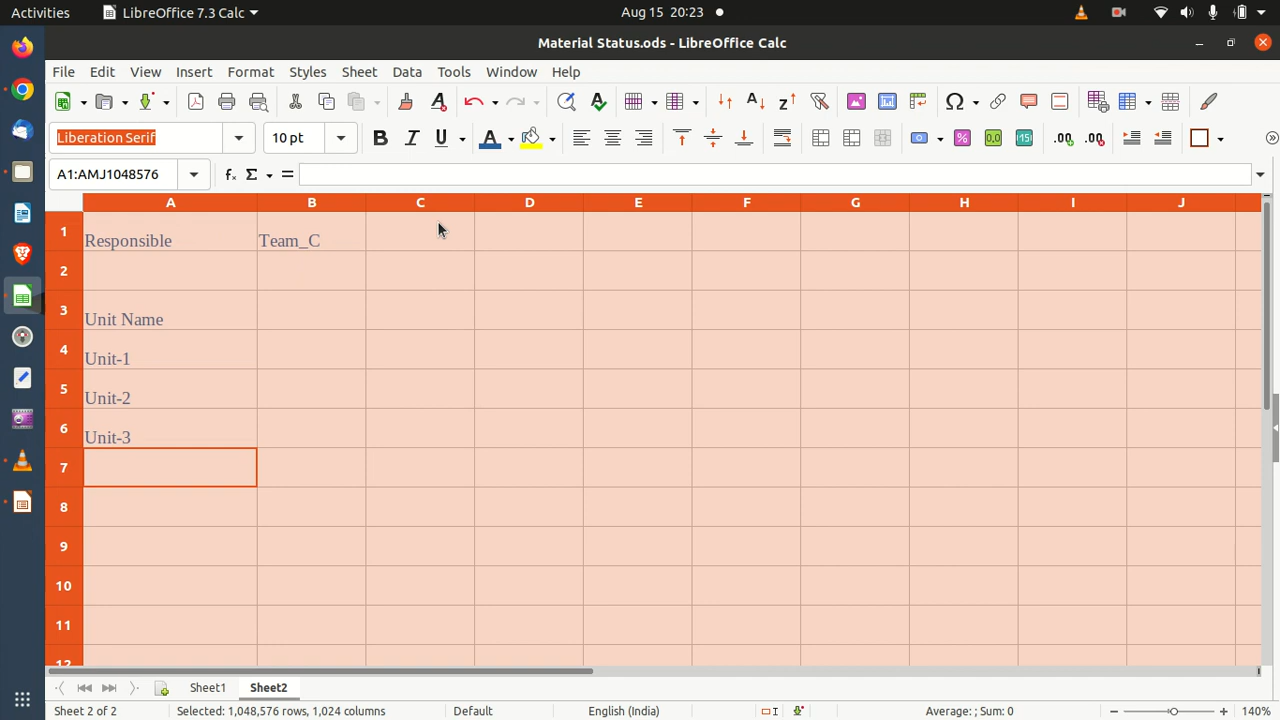 Activities LibreOffice 7.3 Calc Aug 15 20:23
Material Status.ods - LibreOffice Calc
File Edit View Insert Format Styles Sheet Data Tools Window Help
Liberation Serif 10 pt
A1:AMJ1048576
A B C D E F G H I J
1 Responsible Team_C
2
3 Unit Name
4 Unit-1
5 Unit-2
6 Unit-3
7
8
9
10
11
12
Sheet1 Sheet2
Sheet 2 of 2 Selected: 1,048,576 rows, 1,024 columns Default English (India) Average: ; Sum: 0 140%